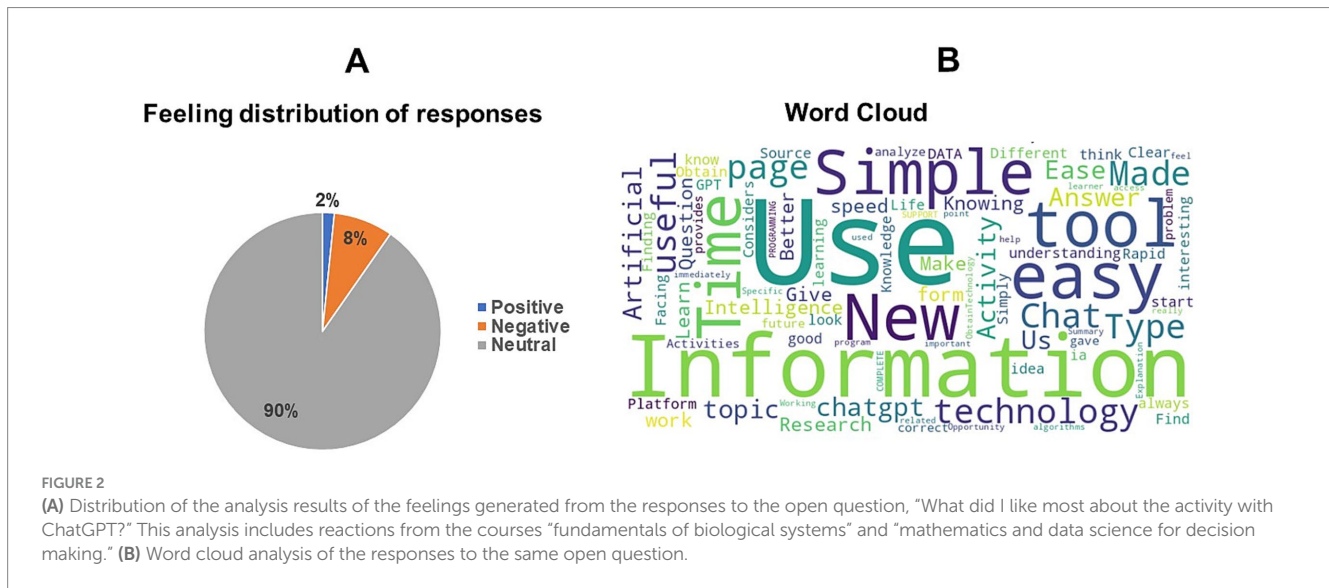 A
Feeling distribution of responses
2%
8%
90%
Positive
Negative
Neutral
B
Word Cloud
Artificial
useful
know
Obtain
GPT
Finding
Question
provides
Time
page
Source
analyze
DATA
Simple
Different
think
Clear
feel
Ease
Made
learner
access
Answer
problem
interesting
Considers
PROGRAMMING
Better
speed
Life
SUPPORT
point
Knowing
learning
Use
used
Knowledge
help
tool
understanding
Rapid
immediately
Facing
Learn
Specific
Give
Make
Activity
Simply
easy
start
really
Intelligence
form
future
look
New
ObtainTechnology
Chat
Type
Activities
good
program
important
Us
Summary
gave
ia
idea
Information
COMPLETE
Explanation
Platform
Working
work
topic
chatgpt
related
technology
always
Research
correct
Opportunity
algorithms
Find
FIGURE 2
(A) Distribution of the analysis results of the feelings generated from the responses to the open question, “What did I like most about the activity with
ChatGPT?” This analysis includes reactions from the courses “fundamentals of biological systems” and “mathematics and data science for decision
making.” (B) Word cloud analysis of the responses to the same open question.